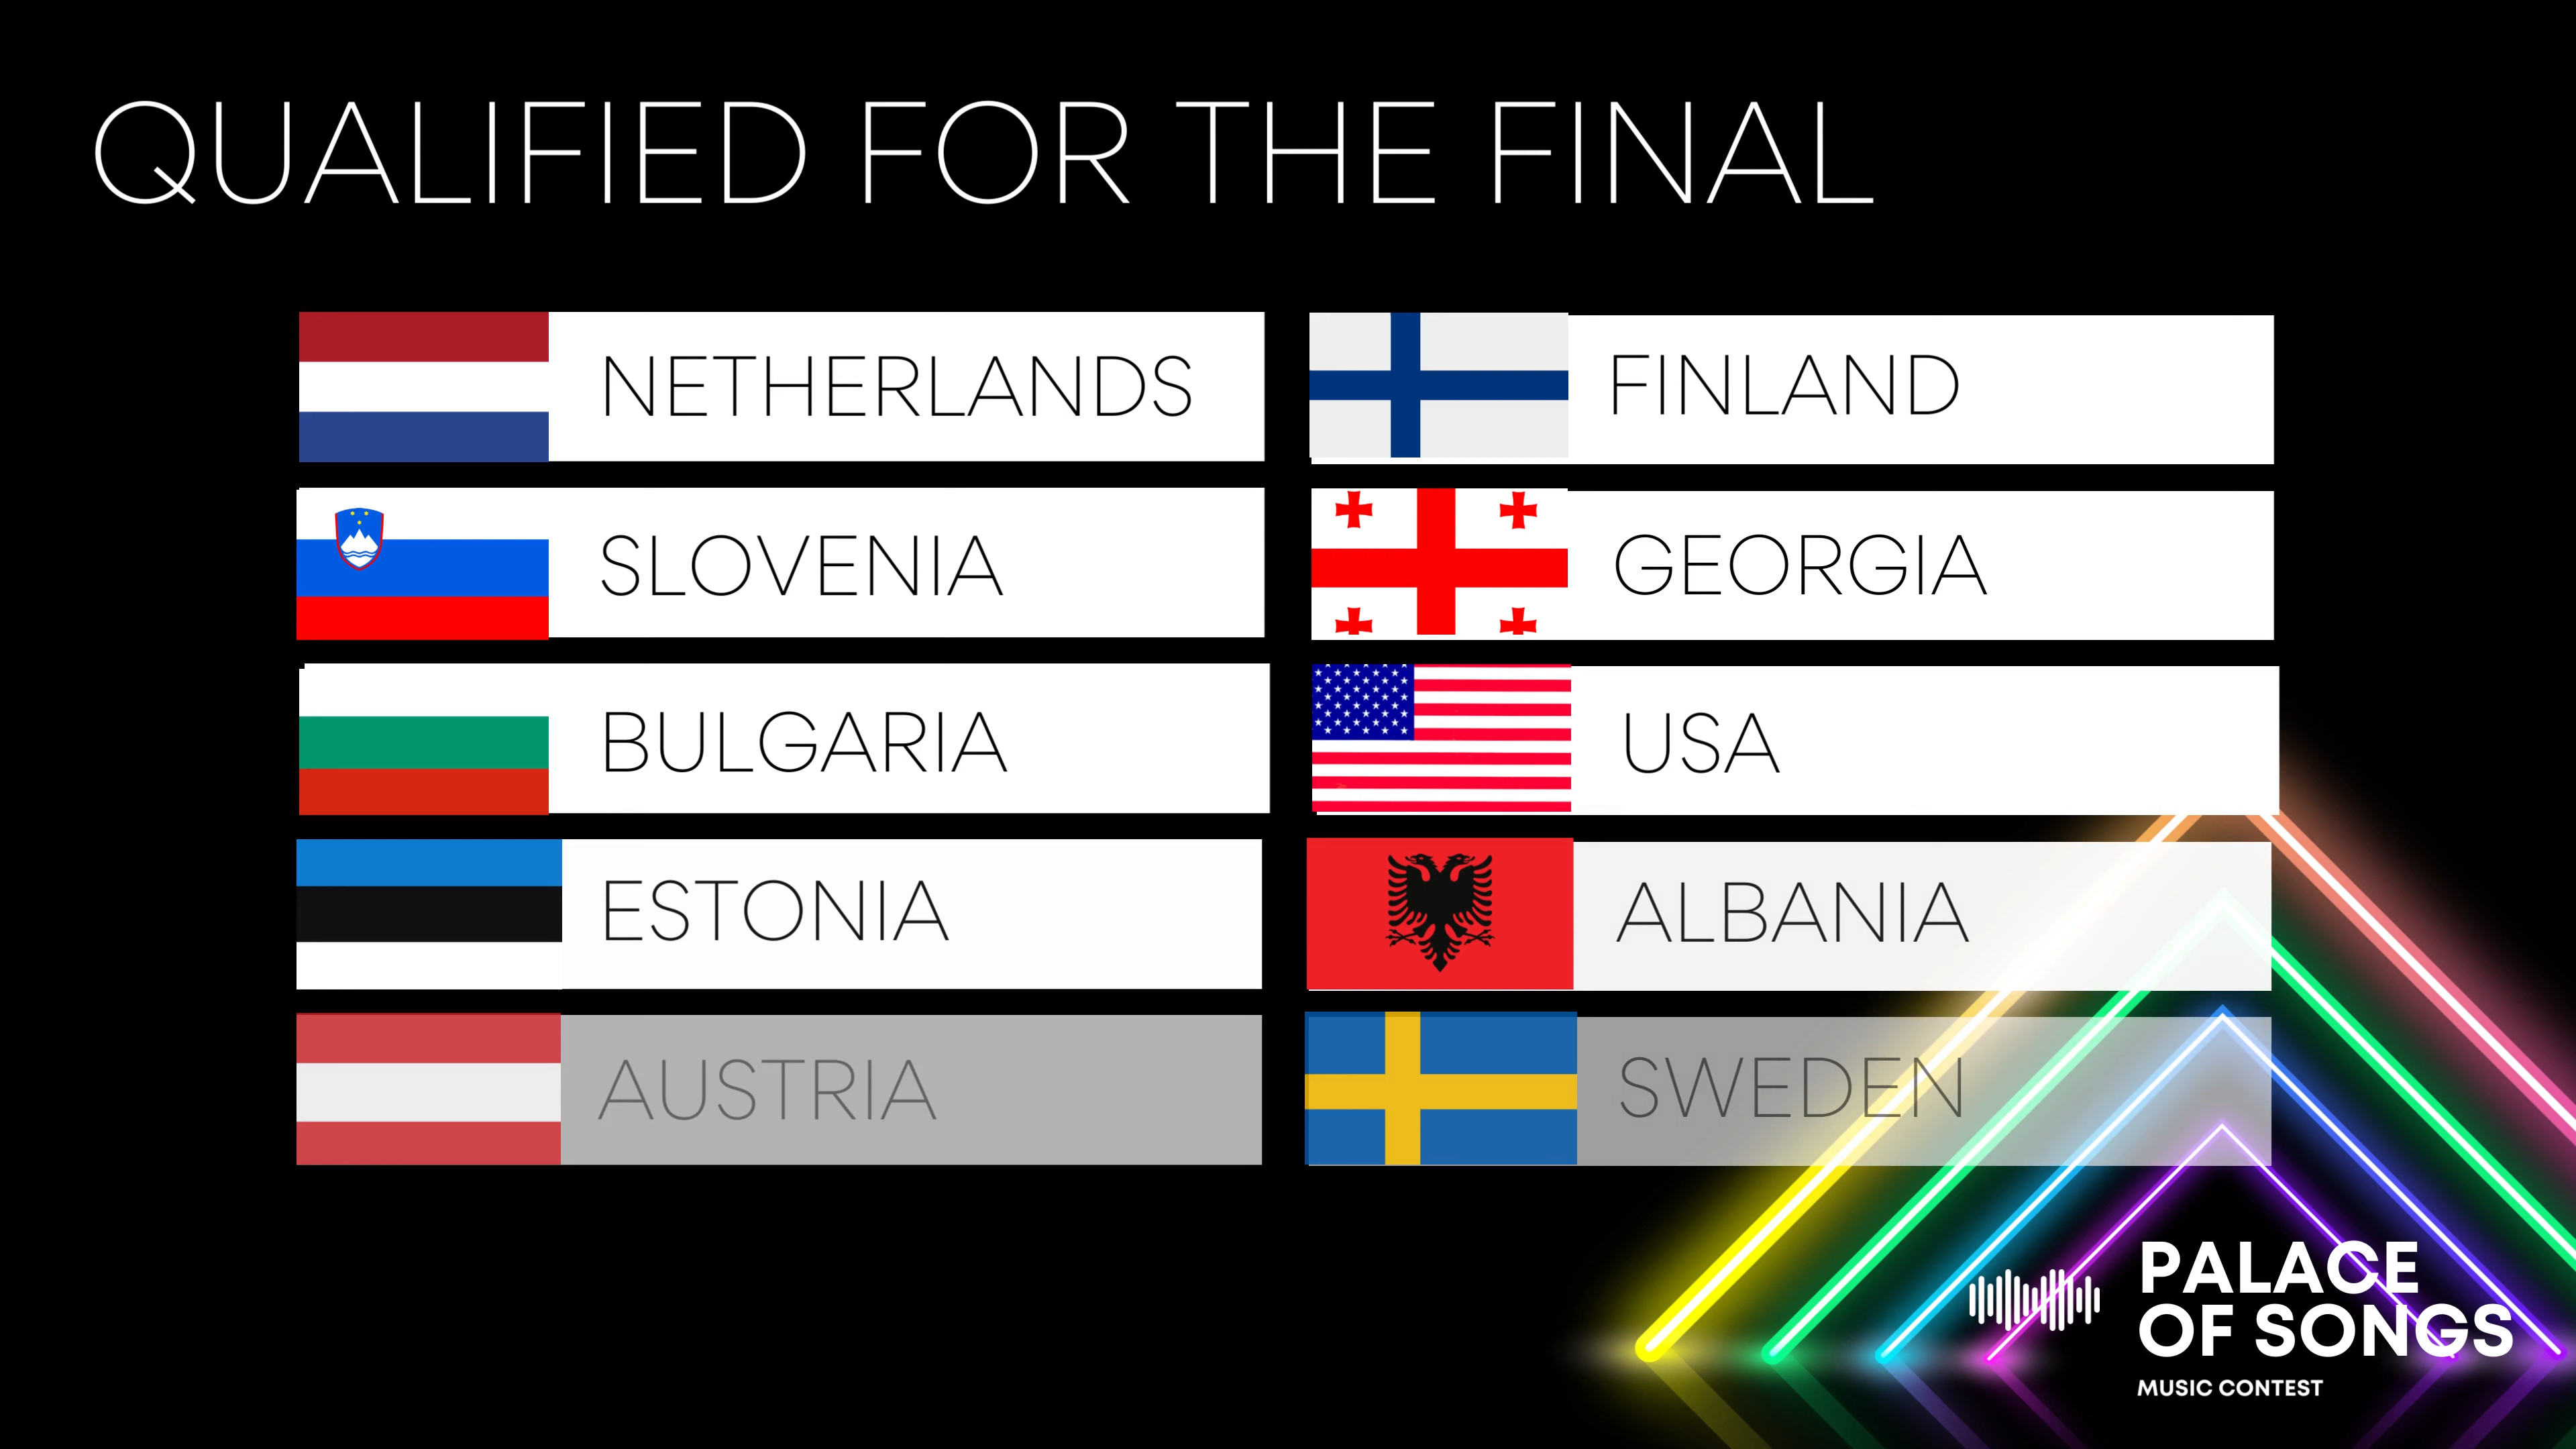 QUALIFIED FOR THE FINAL
NETHERLANDS
FINLAND
SLOVENIA
GEORGIA
BULGARIA
USA
ESTONIA
ALBANIA
AUSTRIA
SWEDEN
PALACE
OF SONGS
MUSIC CONTEST